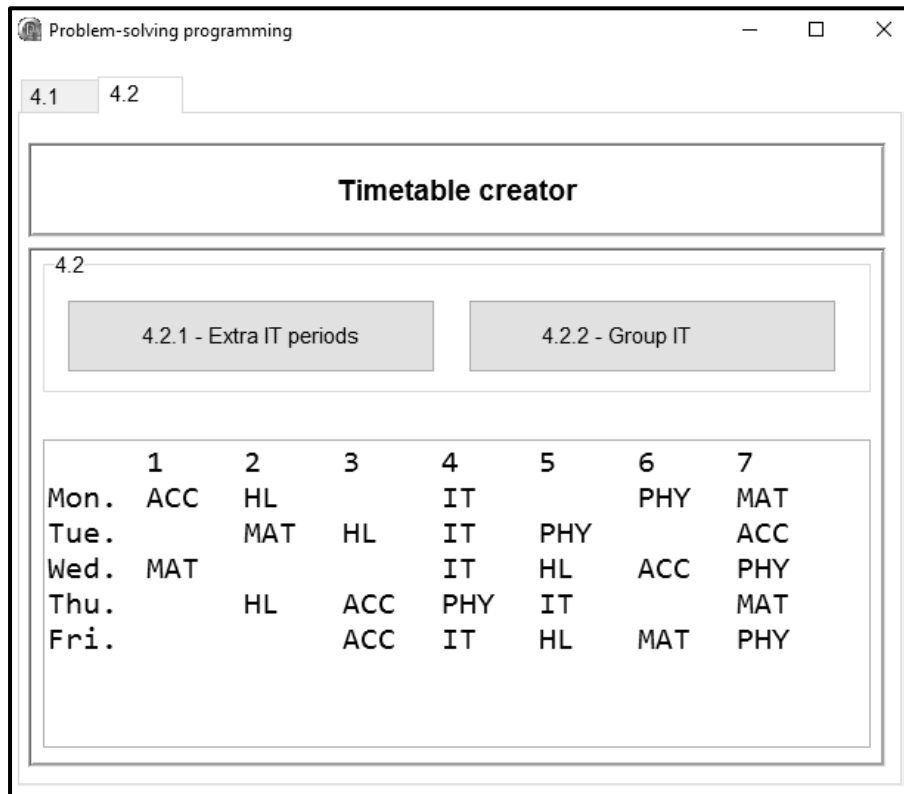 Problem-solving programming
4.1 4.2
Timetable creator
4.2
4.2.1 - Extra IT periods 4.2.2 - Group IT
1 2 3 4 5 6 7
Mon. ACC HL IT PHY MAT
Tue. MAT HL IT PHY ACC
Wed. MAT IT HL ACC PHY
Thu. HL ACC PHY IT MAT
Fri. ACC IT HL MAT PHY